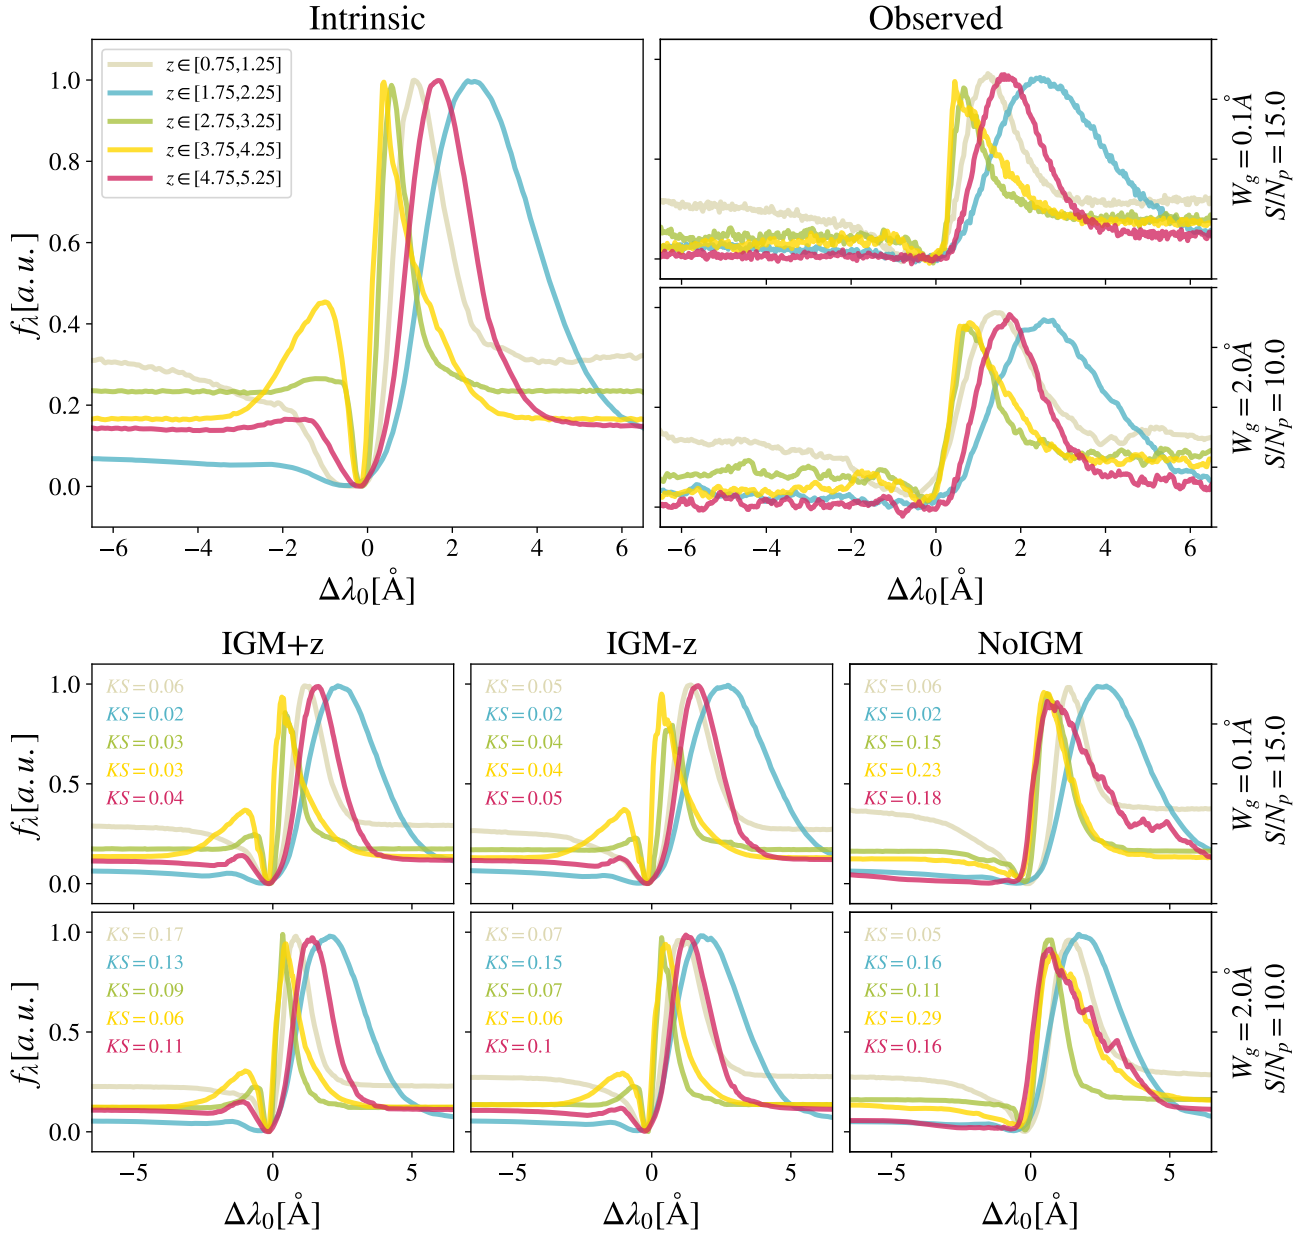 Intrinsic
Observed
z∈[0.75,1.25]
z∈[1.75,2.25]
z∈[2.75,3.25]
z∈[3.75,4.25]
z∈[4.75,5.25]
1.0
0.8
0.6
0.4
0.2
0.0
f_λ[a.u.]
−6
−4
−2
0
2
4
6
Δλ₀[Å]
W_g = 0.1Å
S/N_p = 15.0
W_g = 2.0Å
S/N_p = 10.0
−6
−4
−2
0
2
4
6
Δλ₀[Å]
IGM+z
IGM-z
NoIGM
f_λ[a.u.]
1.0
0.5
0.0
KS = 0.06
KS = 0.02
KS = 0.03
KS = 0.03
KS = 0.04
KS = 0.05
KS = 0.02
KS = 0.04
KS = 0.04
KS = 0.05
KS = 0.06
KS = 0.02
KS = 0.15
KS = 0.23
KS = 0.18
W_g = 0.1Å
S/N_p = 15.0
f_λ[a.u.]
1.0
0.5
0.0
KS = 0.17
KS = 0.13
KS = 0.09
KS = 0.06
KS = 0.11
KS = 0.07
KS = 0.15
KS = 0.07
KS = 0.06
KS = 0.1
KS = 0.05
KS = 0.16
KS = 0.11
KS = 0.29
KS = 0.16
W_g = 2.0Å
S/N_p = 10.0
−5
0
5
−5
0
5
−5
0
5
Δλ₀[Å]
Δλ₀[Å]
Δλ₀[Å]